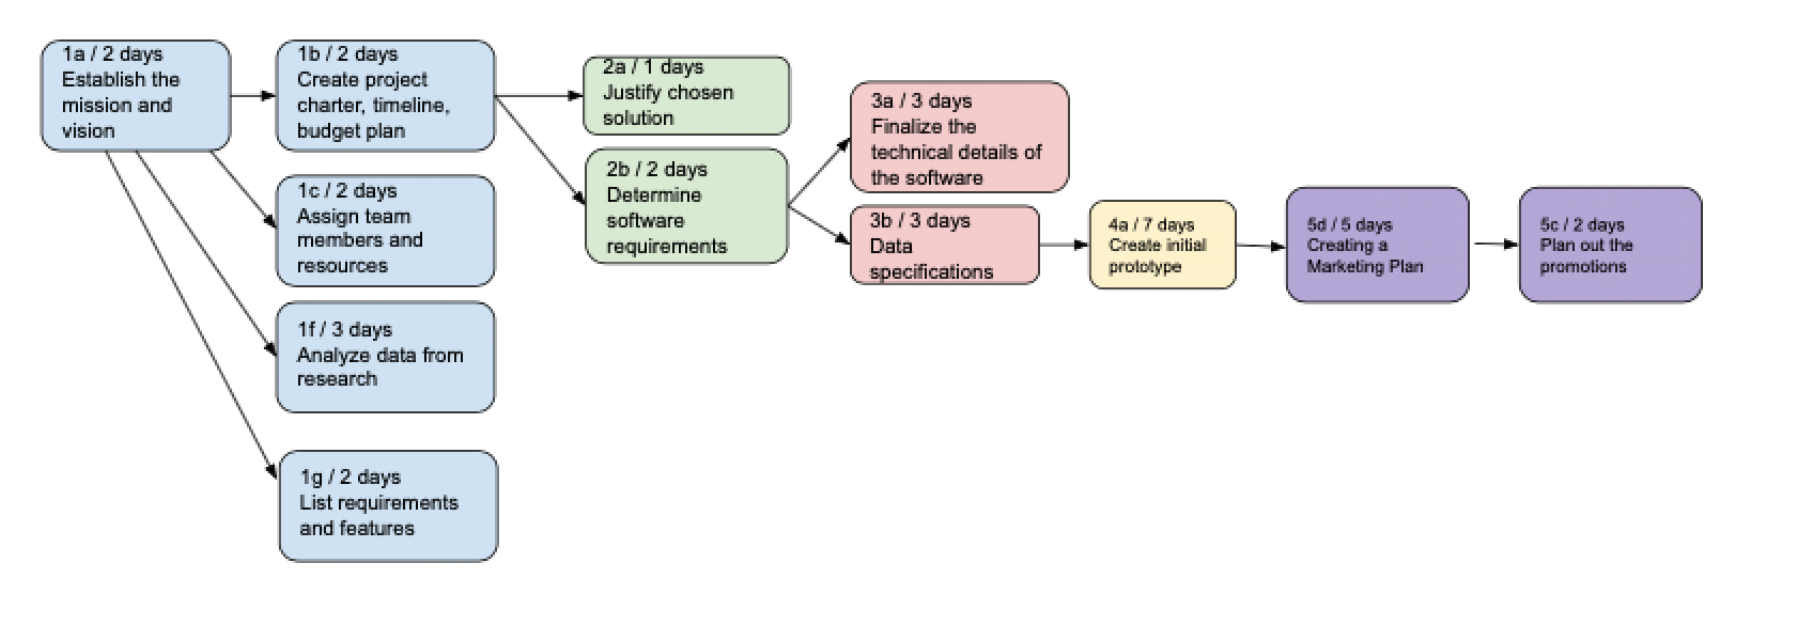 1a / 2 days
Establish the
mission and
vision
1b / 2 days
Create project
charter, timeline,
budget plan
1c / 2 days
Assign team
members and
resources
1f / 3 days
Analyze data from
research
1g / 2 days
List requirements
and features
2a / 1 days
Justify chosen
solution
2b / 2 days
Determine
software
requirements
3a / 3 days
Finalize the
technical details of
the software
3b / 3 days
Data
specifications
4a / 7 days
Create initial
prototype
5d / 5 days
Creating a
Marketing Plan
5c / 2 days
Plan out the
promotions